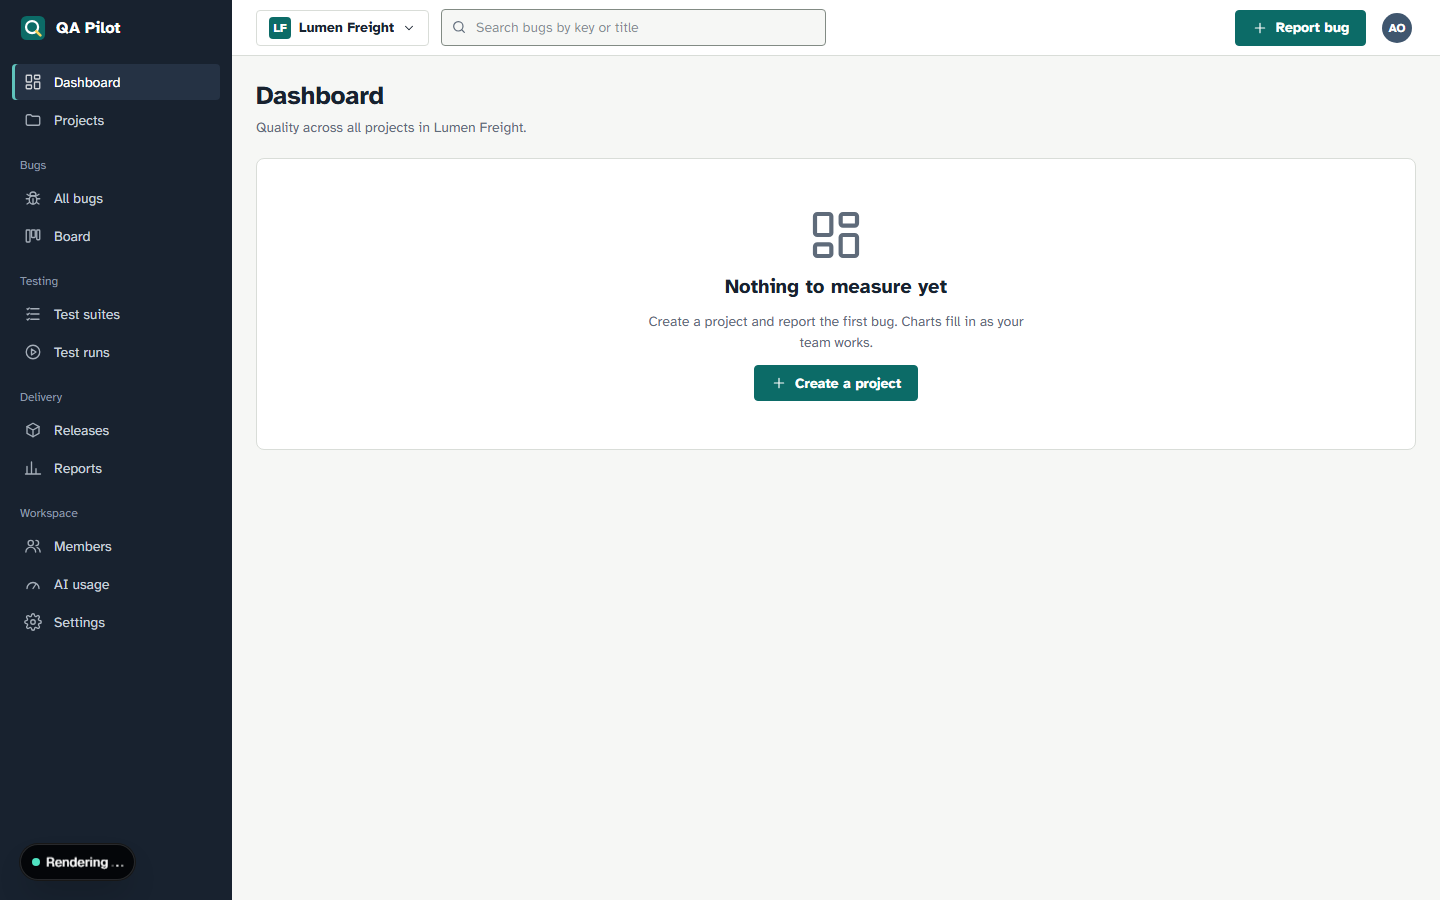 QA Pilot
Dashboard
Projects
Bugs
All bugs
Board
Testing
Test suites
Test runs
Delivery
Releases
Reports
Workspace
Members
AI usage
Settings
Rendering ...
LF Lumen Freight
Search bugs by key or title
Report bug
AO
Dashboard
Quality across all projects in Lumen Freight.
Nothing to measure yet
Create a project and report the first bug. Charts fill in as your
team works.
Create a project